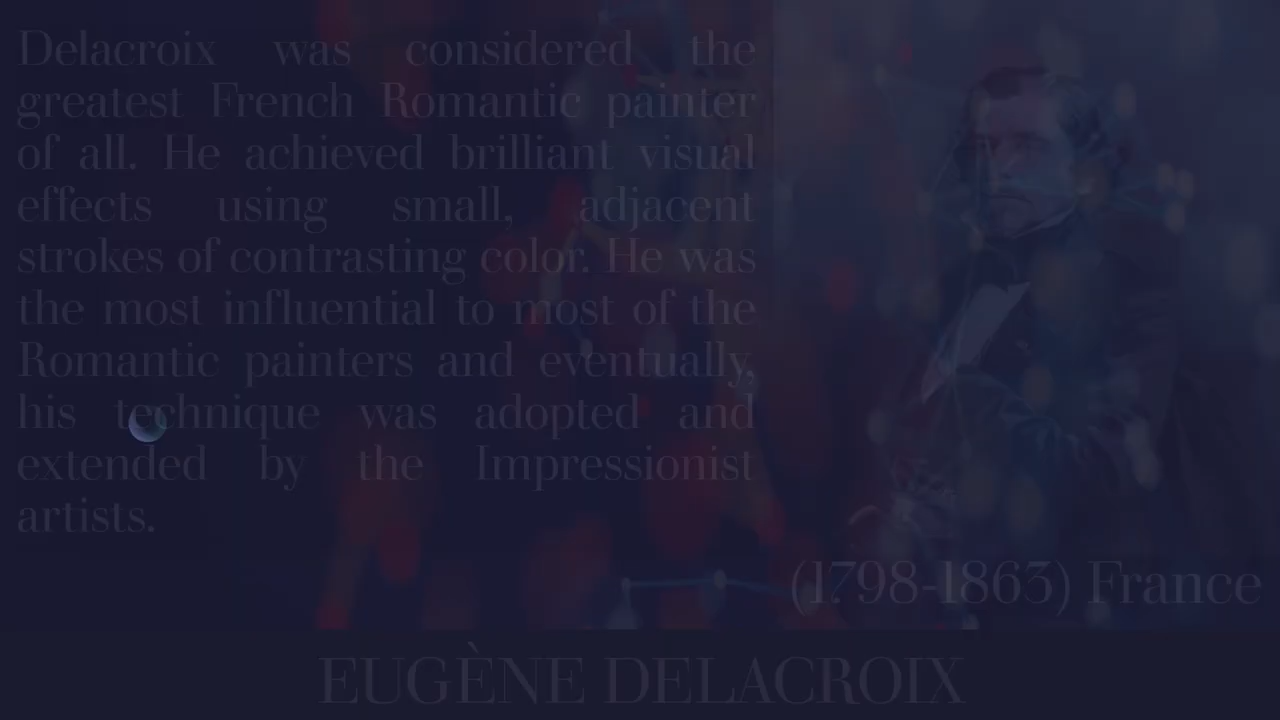 Delacroix was considered the
greatest French Romantic painter
of all. He achieved brilliant visual
effects using small, adjacent
strokes of contrasting color. He was
the most influential to most of the
Romantic painters and eventually,
his technique was adopted and
extended by the Impressionist
artists.
(1798-1863) France
EUGÈNE DELACROIX